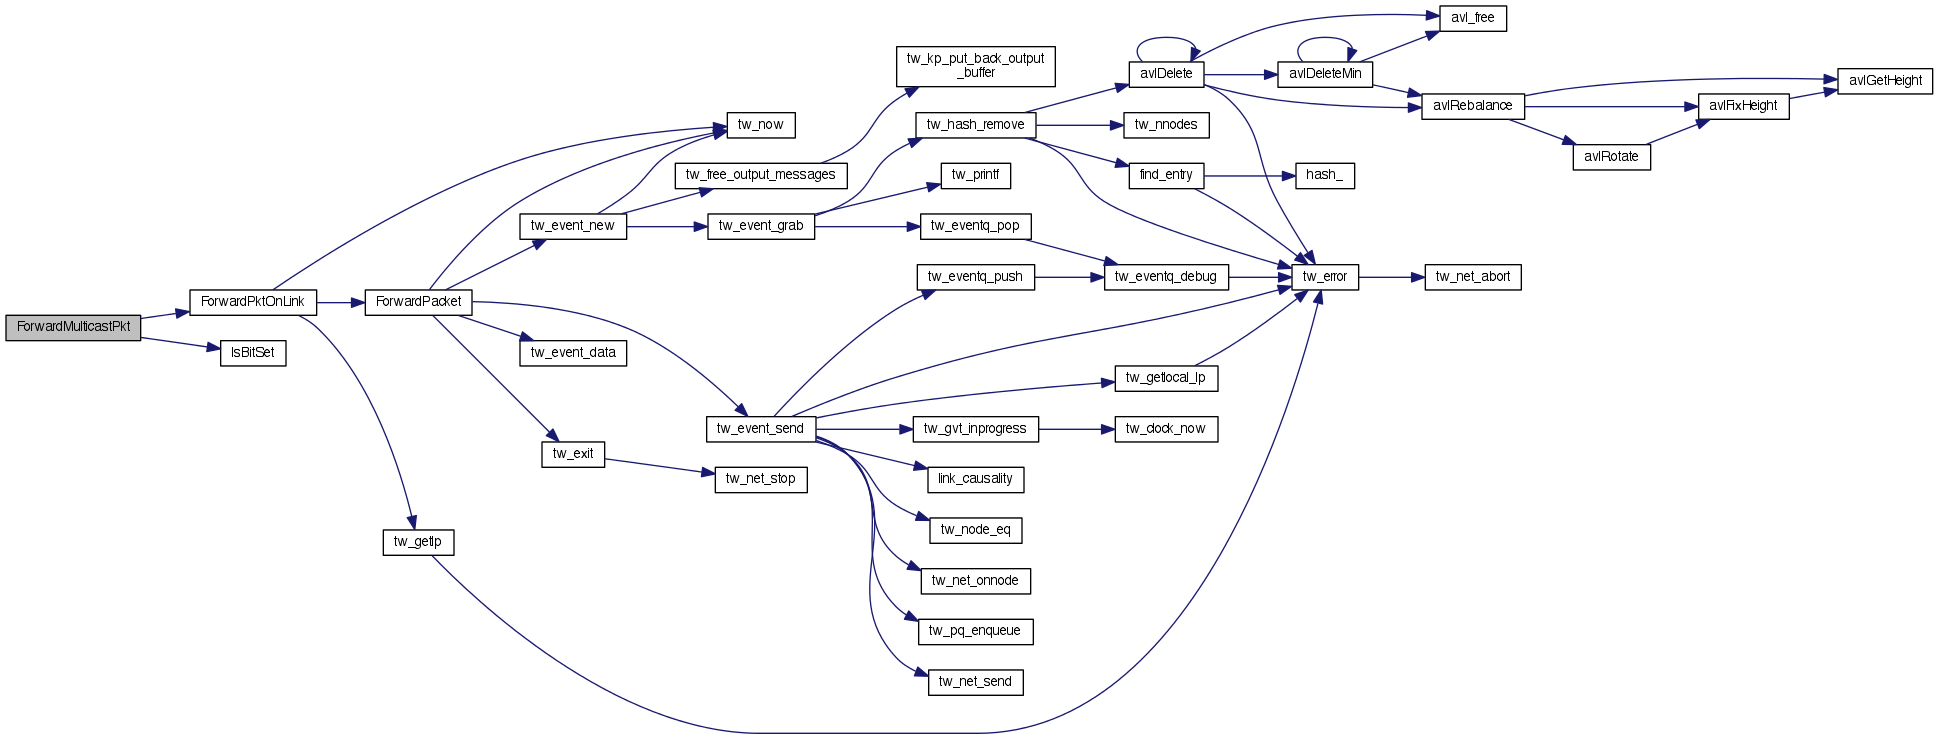 ForwardMulticastPkt
ForwardPktOnLink
IsBitSet
ForwardPacket
tw_getlp
tw_now
tw_event_new
tw_event_data
tw_exit
tw_free_output_messages
tw_event_grab
tw_event_send
tw_net_stop
tw_kp_put_back_output
_buffer
tw_hash_remove
tw_printf
tw_eventq_pop
tw_eventq_push
tw_gvt_inprogress
link_causality
tw_node_eq
tw_net_onnode
tw_pq_enqueue
tw_net_send
avlDelete
tw_nnodes
find_entry
tw_eventq_debug
tw_getlocal_lp
tw_clock_now
avlDeleteMin
hash_
tw_error
avl_free
avlRebalance
tw_net_abort
avlRotate
avlFixHeight
avlGetHeight